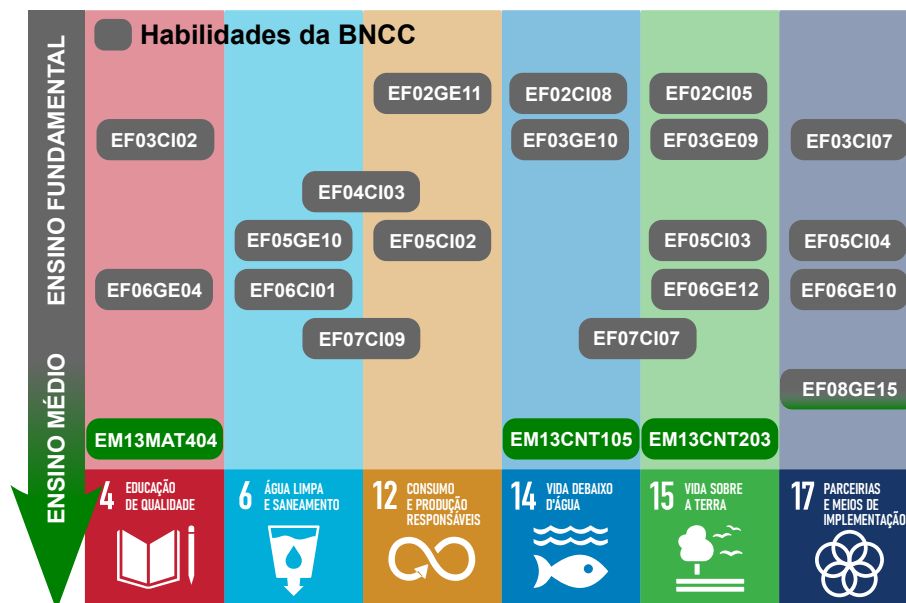 Habilidades da BNCC
ENSINO FUNDAMENTAL
ENSINO MÉDIO
EF02GE11 EF02CI08 EF02CI05
EF03CI02 EF03GE10 EF03GE09 EF03CI07
EF04CI03
EF05GE10 EF05CI02 EF05CI03 EF05CI04
EF06GE04 EF06CI01 EF06GE12 EF06GE10
EF07CI09 EF07CI07
EF08GE15
EM13MAT404 EM13CNT105 EM13CNT203
4 EDUCAÇÃO
DE QUALIDADE
6 ÁGUA LIMPA
E SANEAMENTO
12 CONSUMO
E PRODUÇÃO
RESPONSÁVEIS
14 VIDA DEBAIXO
D'ÁGUA
15 VIDA SOBRE
A TERRA
17 PARCERIAS
E MEIOS DE
IMPLEMENTAÇÃO